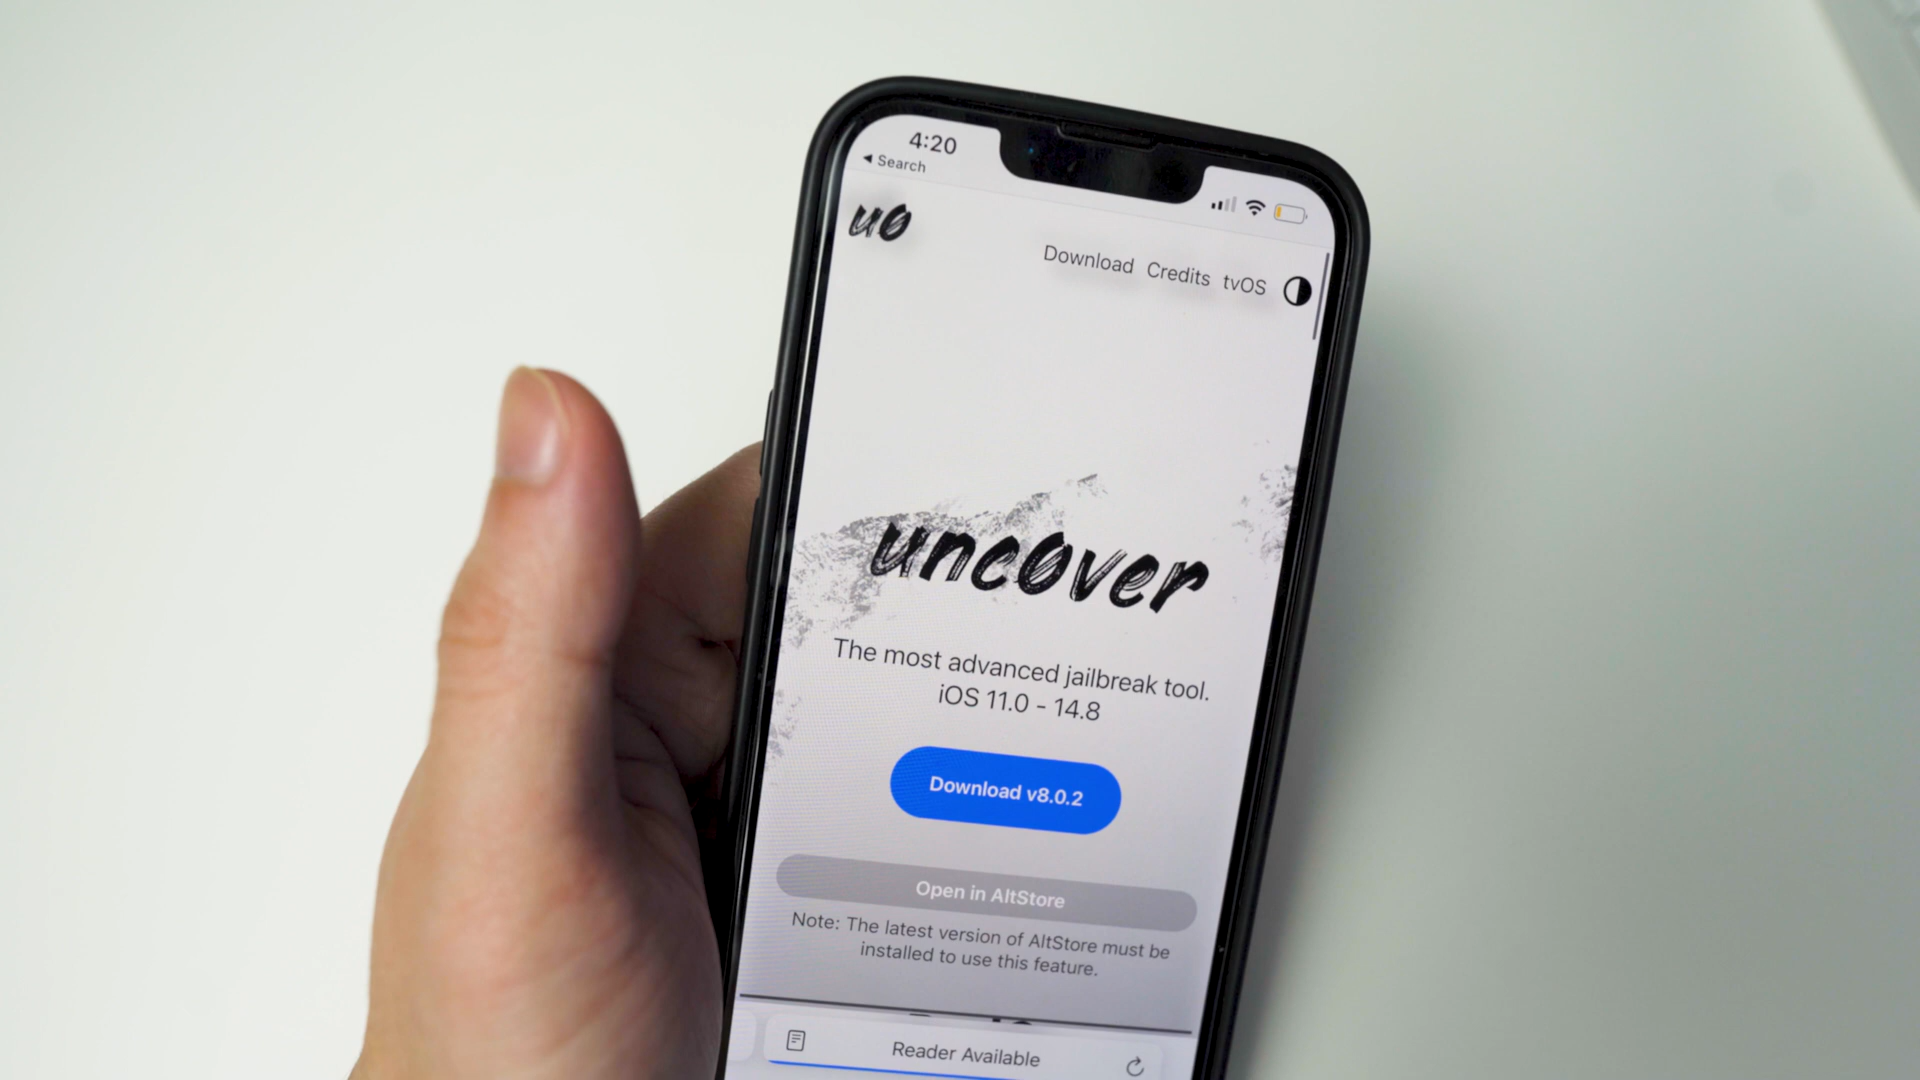 4:20
◀ Search
u0
Download Credits tvOS
unc0ver
The most advanced jailbreak tool.
iOS 11.0 - 14.8
Download v8.0.2
Open in AltStore
Note: The latest version of AltStore must be
installed to use this feature.
Reader Available